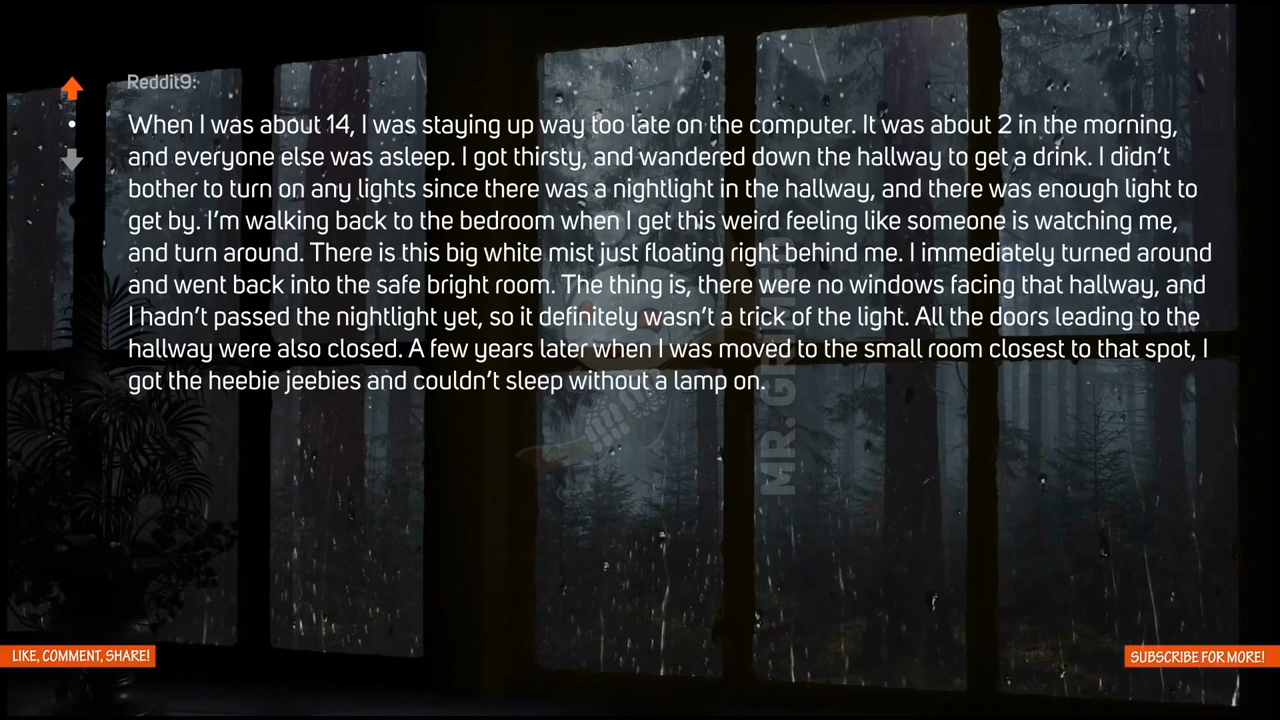 Reddit9:
When I was about 14, I was staying up way too late on the computer. It was about 2 in the morning,
and everyone else was asleep. I got thirsty, and wandered down the hallway to get a drink. I didn't
bother to turn on any lights since there was a nightlight in the hallway, and there was enough light to
get by. I'm walking back to the bedroom when I get this weird feeling like someone is watching me,
and turn around. There is this big white mist just floating right behind me. I immediately turned around
and went back into the safe bright room. The thing is, there were no windows facing that hallway, and
I hadn't passed the nightlight yet, so it definitely wasn't a trick of the light. All the doors leading to the
hallway were also closed. A few years later when I was moved to the small room closest to that spot, I
got the heebie jeebies and couldn't sleep without a lamp on.
LIKE, COMMENT, SHARE!
SUBSCRIBE FOR MORE!